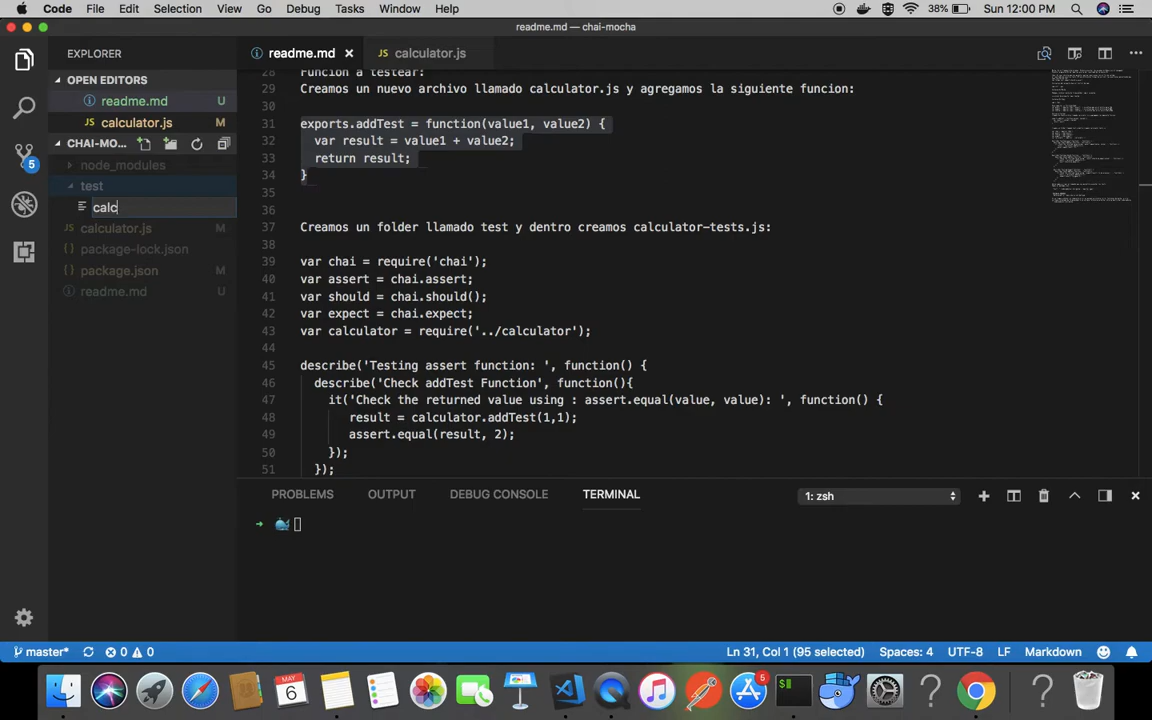 Code File Edit Selection View Go Debug Tasks Window Help 38% Sun 12:00 PM
readme.md — chai-mocha
EXPLORER
readme.md
calculator.js
OPEN EDITORS
readme.md U
calculator.js M
CHAI-MO...
node_modules
test
calc
calculator.js M
package-lock.json
package.json M
readme.md U
5
28 Funcion a testear:
29 Creamos un nuevo archivo llamado calculator.js y agregamos la siguiente funcion:
30
31 exports.addTest = function(value1, value2) {
32 var result = value1 + value2;
33 return result;
34 }
35
36
37 Creamos un folder llamado test y dentro creamos calculator-tests.js:
38
39 var chai = require('chai');
40 var assert = chai.assert;
41 var should = chai.should();
42 var expect = chai.expect;
43 var calculator = require('../calculator');
44
45 describe('Testing assert function: ', function() {
46 describe('Check addTest Function', function(){
47 it('Check the returned value using : assert.equal(value, value): ', function() {
48 result = calculator.addTest(1,1);
49 assert.equal(result, 2);
50 });
51 });
PROBLEMS OUTPUT DEBUG CONSOLE TERMINAL 1: zsh
master* 0 0 Ln 31, Col 1 (95 selected) Spaces: 4 UTF-8 LF Markdown
MAY
6
5
$